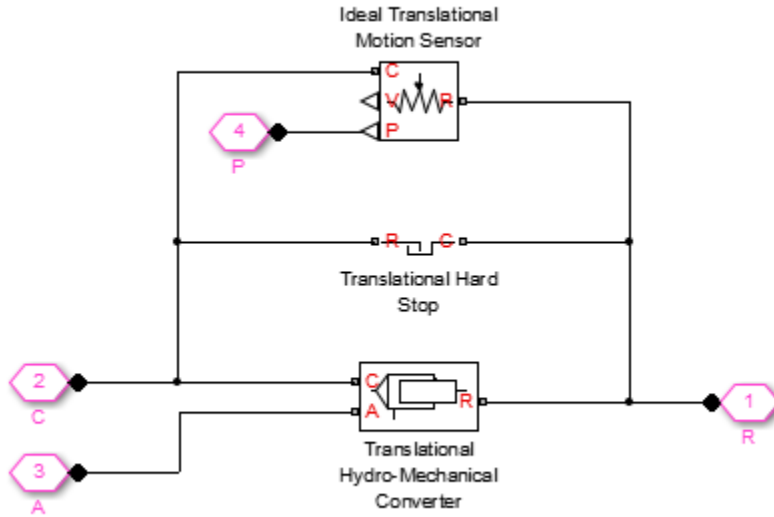 Ideal Translational
Motion Sensor
C
V R
4 P
P
R C
Translational Hard
Stop
2 C
C
A R
1
R
3
A
Translational
Hydro-Mechanical
Converter